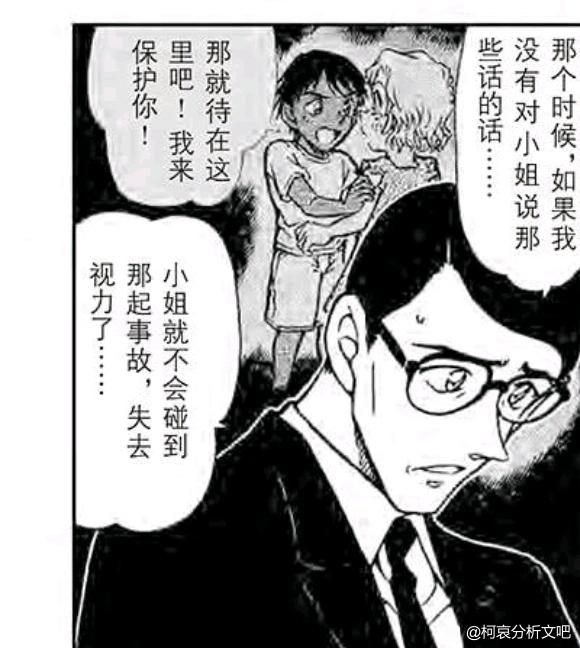 那个时候，如果我
没有对小姐说那
些话的话……
那就待在这
里吧！我来
保护你！
小姐就不会碰到
那起事故，失去
视力了……
@柯哀分析文吧